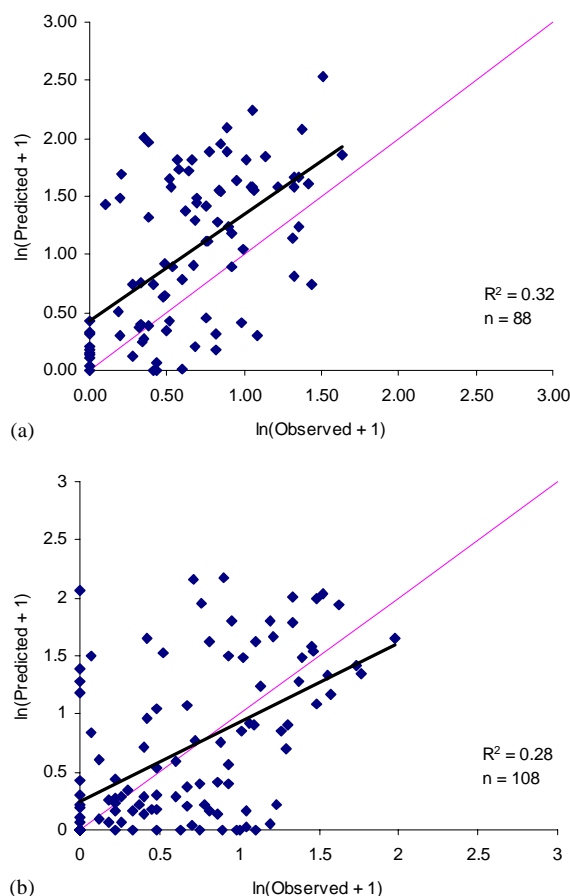 3.00
2.50
2.00
1.50
1.00
0.50
0.00
ln(Predicted + 1)
0.00 0.50 1.00 1.50 2.00 2.50 3.00
ln(Observed + 1)
R² = 0.32
n = 88
(a)
3
2.5
2
1.5
1
0.5
0
ln(Predicted + 1)
0 0.5 1 1.5 2 2.5 3
ln(Observed + 1)
R² = 0.28
n = 108
(b)